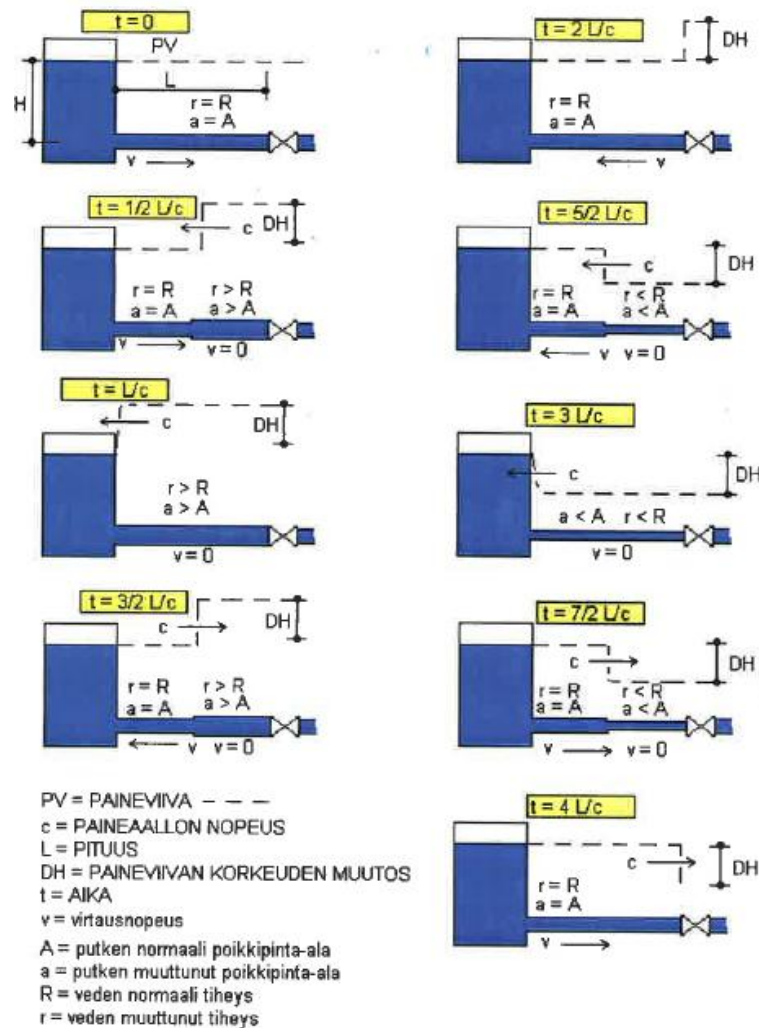 t = 0
PV
H
L
r = R
a = A
v
t = 1/2 L/c
DH
c
r = R
r > R
a = A
a > A
v
v = 0
t = L/c
c
DH
r > R
a > A
v = 0
t = 3/2 L/c
c
DH
r = R
r > R
a = A
a > A
v
v = 0
PV = PAINEVIIVA — — —
c = PAINEAALLON NOPEUS
L = PITUUS
DH = PAINEVIIVAN KORKEUDEN MUUTOS
t = AIKA
v = virtausnopeus
A = putken normaali poikkipinta-ala
a = putken muuttunut poikkipinta-ala
R = veden normaali tiheys
r = veden muuttunut tiheys
t = 2 L/c
DH
r = R
a = A
v
t = 5/2 L/c
c
DH
r = R
r < R
a = A
a < A
v
v = 0
t = 3 L/c
c
DH
a < A r < R
v = 0
t = 7/2 L/c
c
DH
r = R
r < R
a = A
a < A
v
v = 0
t = 4 L/c
c
DH
r = R
a = A
v